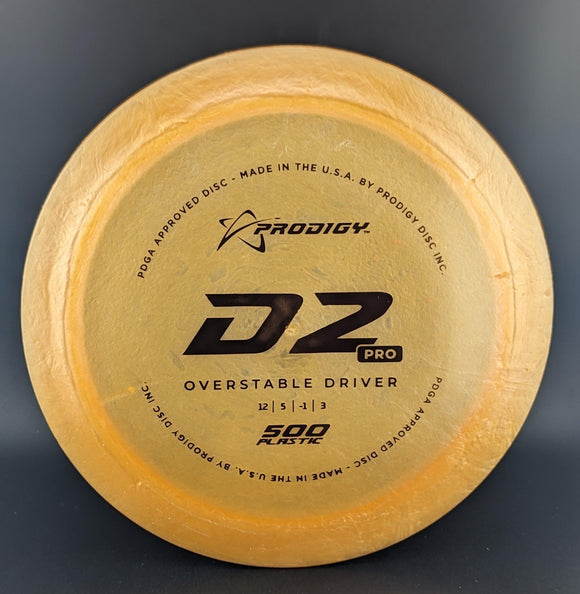 PDGA APPROVED DISC - MADE IN THE U.S.A. BY PRODIGY DISC INC.
PRODIGY™
D2
PRO
OVERSTABLE DRIVER
12 | 5 | -1 | 3
500
PLASTIC
PDGA APPROVED DISC - MADE IN THE U.S.A. BY PRODIGY DISC INC.